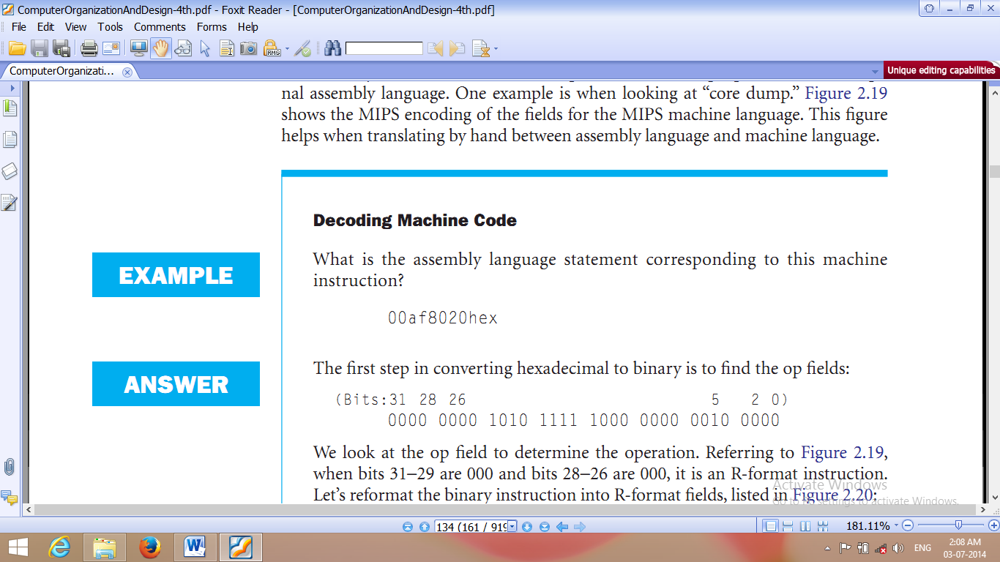 ComputerOrganizationAndDesign-4th.pdf - Foxit Reader - [ComputerOrganizationAndDesign-4th.pdf]
File Edit View Tools Comments Forms Help
RMS
ComputerOrganizati... Unique editing capabilities
nal assembly language. One example is when looking at “core dump.” Figure 2.19
shows the MIPS encoding of the fields for the MIPS machine language. This figure
helps when translating by hand between assembly language and machine language.
Decoding Machine Code
EXAMPLE
What is the assembly language statement corresponding to this machine
instruction?
00af8020hex
ANSWER
The first step in converting hexadecimal to binary is to find the op fields:
(Bits:31 28 26 5 2 0)
0000 0000 1010 1111 1000 0000 0010 0000
We look at the op field to determine the operation. Referring to Figure 2.19,
when bits 31–29 are 000 and bits 28–26 are 000, it is an R-format instruction.
Let’s reformat the binary instruction into R-format fields, listed in Figure 2.20:
Activate Windows
Go to PC settings to activate Windows.
134 (161 / 919
181.11%
ENG
2:08 AM
03-07-2014